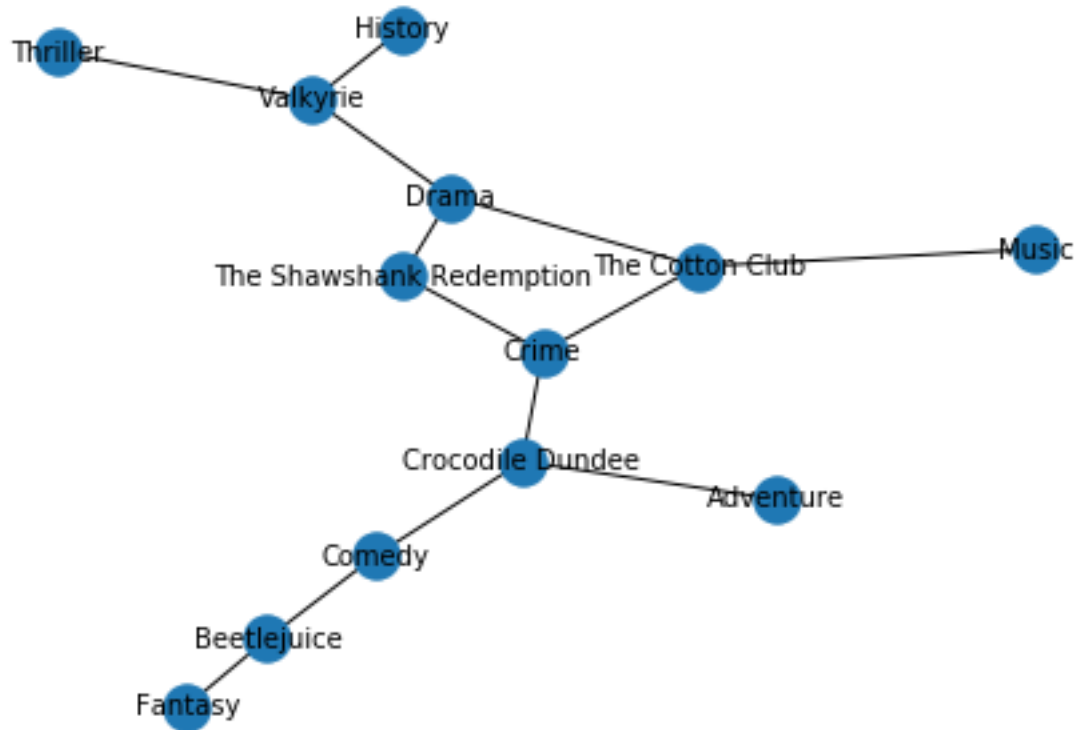 History
Thriller
Valkyrie
Drama
Music
The Cotton Club
The Shawshank Redemption
Crime
Crocodile Dundee
Adventure
Comedy
Beetlejuice
Fantasy